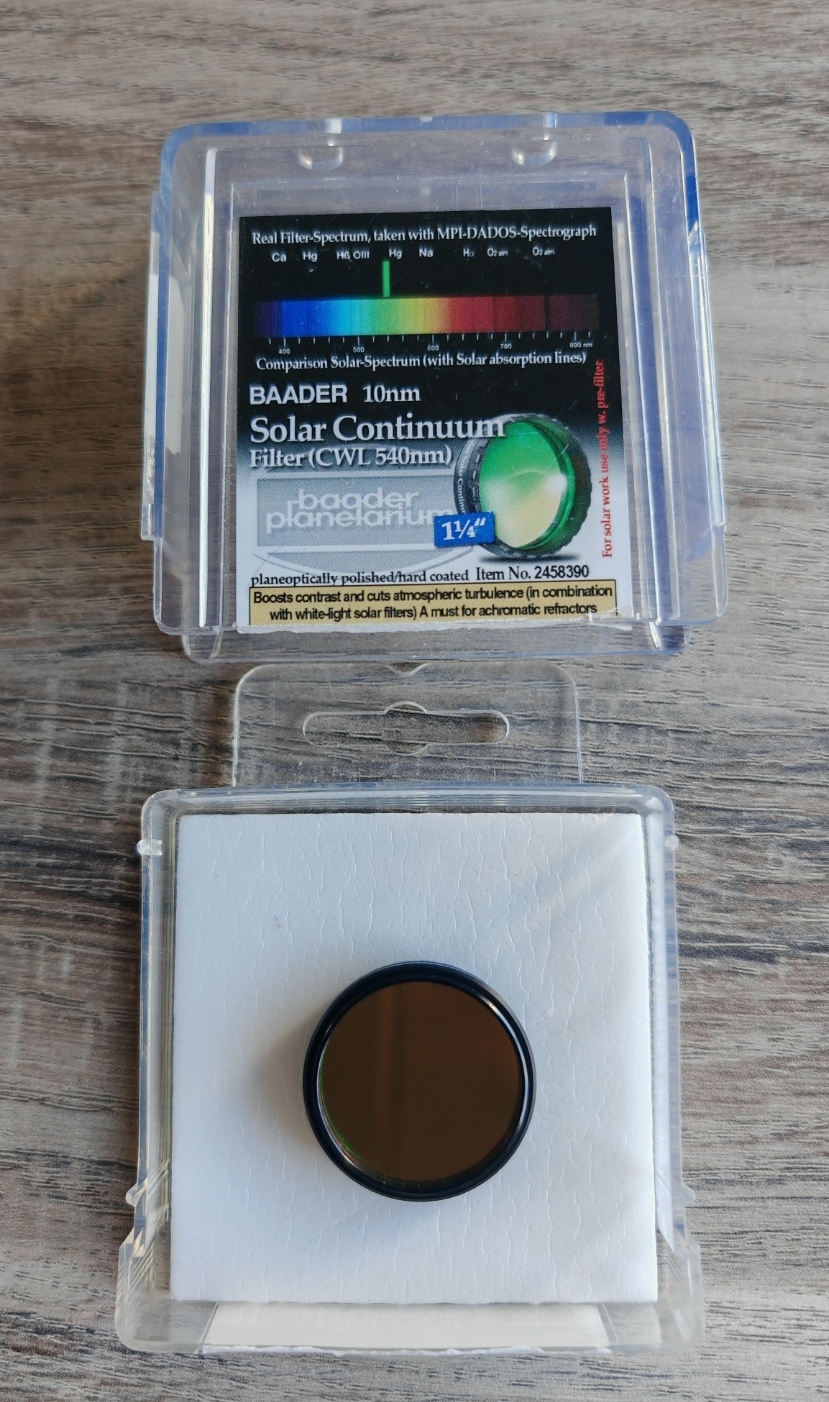 Real Filter-Spectrum, taken with MPI-DADOS-Spectrograph
Ca Hg Hß OIII Hg Na Hα O₂ atm O₂ atm
400 500 600 700 800 nm
Comparison Solar-Spectrum (with Solar absorption lines)
BAADER 10nm
Solar Continuum
Filter (CWL 540nm)
baader
planetarium
1¼"
For solar work use only w. pre-filter
planeoptically polished/hard coated Item No. 2458390
Boosts contrast and cuts atmospheric turbulence (in combination
with white-light solar filters) A must for achromatic refractors